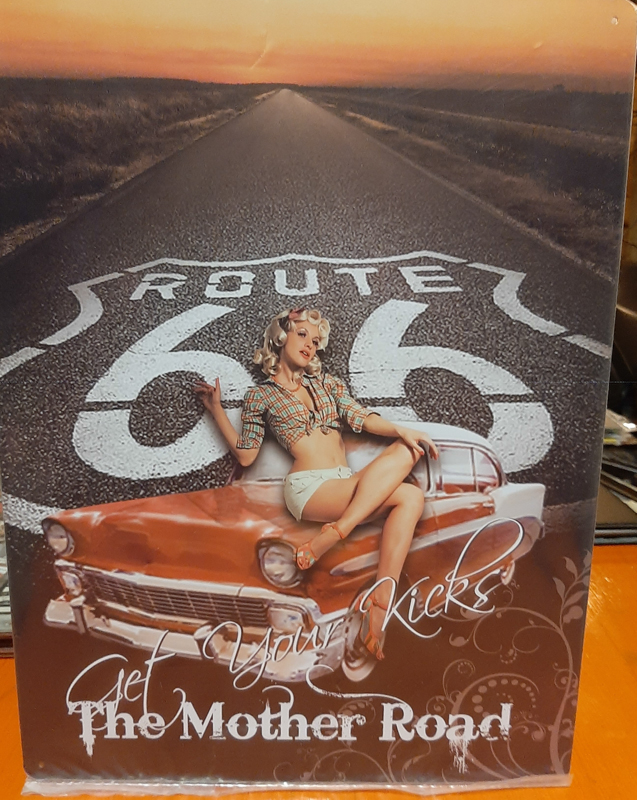 ROUTE
66
Get Your Kicks
The Mother Road